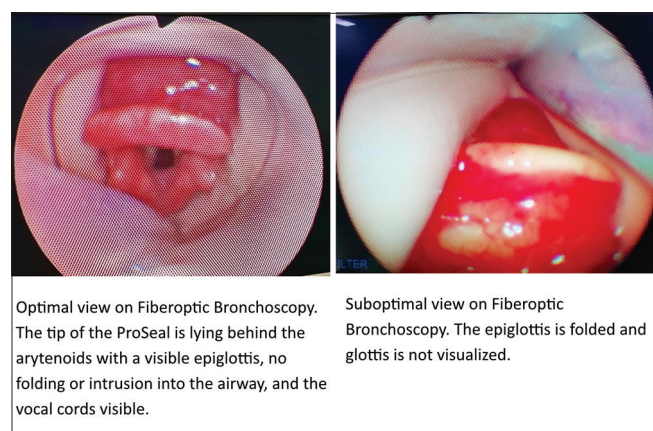 Optimal view on Fiberoptic Bronchoscopy.
The tip of the ProSeal is lying behind the
arytenoids with a visible epiglottis, no
folding or intrusion into the airway, and the
vocal cords visible.
Suboptimal view on Fiberoptic
Bronchoscopy. The epiglottis is folded and
glottis is not visualized.